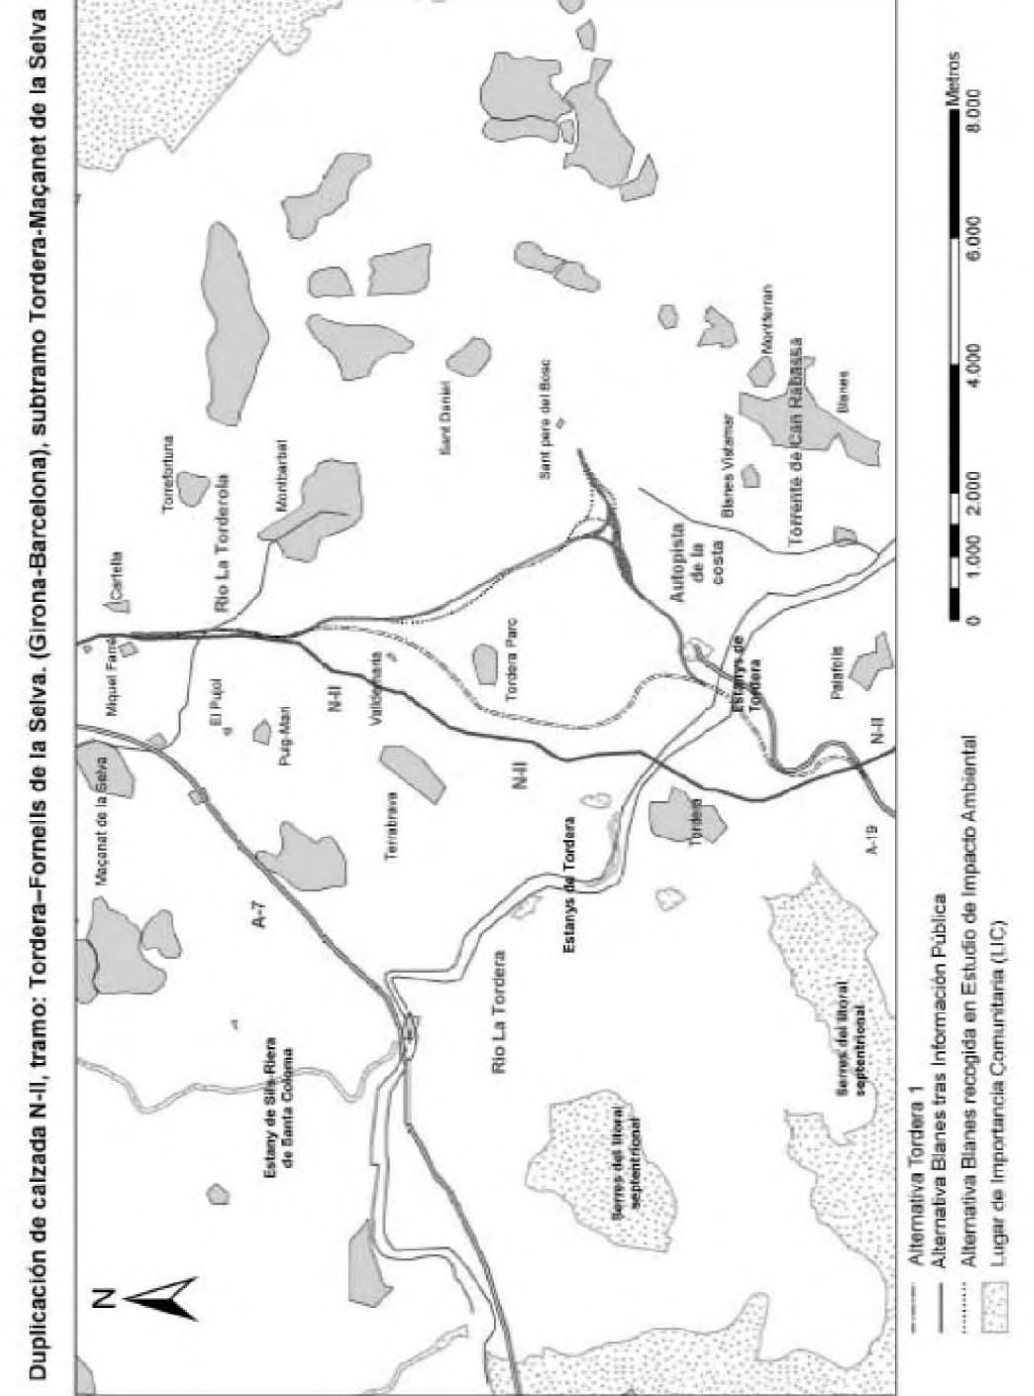 Duplicación de calzada N-II, tramo: Tordera–Fornells de la Selva. (Girona-Barcelona), subtramo Tordera-Maçanet de la Selva
N
Maçanat de la Selva
Miquel Farré
Cartella
Torrefortuna
Rio La Torderola
Montbarbat
El Pujol
Puig-Mari
A-7
N-II
Valldemaria
Terrabrava
Tordera Parc
Sant Daniel
Sant pere del Bosc
N-II
Estany de Sils-Riera
de Santa Coloma
Rio La Tordera
Estanys de Tordera
Tordera
Estanys de
Tordera
Autopista
de la
costa
Blanes Vistamar
Montferran
Torrente de Can Rabassa
Blanes
Palafolls
N-II
A-19
Serres del litoral
septentrional
Serres del litoral
septentrional
Alternativa Tordera 1
Alternativa Blanes tras Información Pública
Alternativa Blanes recogida en Estudio de Impacto Ambiental
Lugar de Importancia Comunitaria (LIC)
0 1.000 2.000 4.000 6.000 8.000
Metros